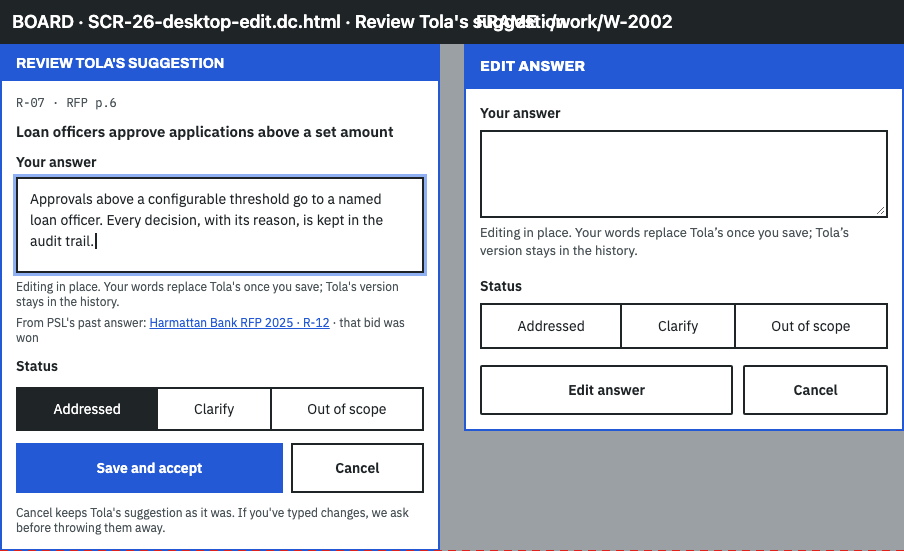 BOARD · SCR-26-desktop-edit.dc.html · Review Tola's suggestion
FRAME · /work/W-2002
REVIEW TOLA'S SUGGESTION
R-07 · RFP p.6
Loan officers approve applications above a set amount
Your answer
Approvals above a configurable threshold go to a named
loan officer. Every decision, with its reason, is kept in the
audit trail.
Editing in place. Your words replace Tola's once you save; Tola's version
stays in the history.
From PSL's past answer: Harmattan Bank RFP 2025 · R-12 · that bid was
won
Status
Addressed
Clarify
Out of scope
Save and accept
Cancel
Cancel keeps Tola's suggestion as it was. If you've typed changes, we ask
before throwing them away.
EDIT ANSWER
Your answer
Editing in place. Your words replace Tola’s once you save; Tola’s
version stays in the history.
Status
Addressed
Clarify
Out of scope
Edit answer
Cancel